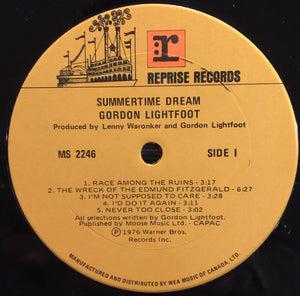 r
REPRISE RECORDS
SUMMERTIME DREAM
GORDON LIGHTFOOT
Produced by Lenny Waronker and Gordon Lightfoot
MS 2246 SIDE I
1. RACE AMONG THE RUINS - 3:17
2. THE WRECK OF THE EDMUND FITZGERALD - 6:27
3. I'M NOT SUPPOSED TO CARE - 3:28
4. I'D DO IT AGAIN - 3:11
5. NEVER TOO CLOSE - 3:02
All selections written by Gordon Lightfoot.
Published by Moose Music Ltd. - CAPAC
Ⓟ1976 Warner Bros.
Records Inc.
MANUFACTURED AND DISTRIBUTED BY WEA MUSIC OF CANADA, LTD.